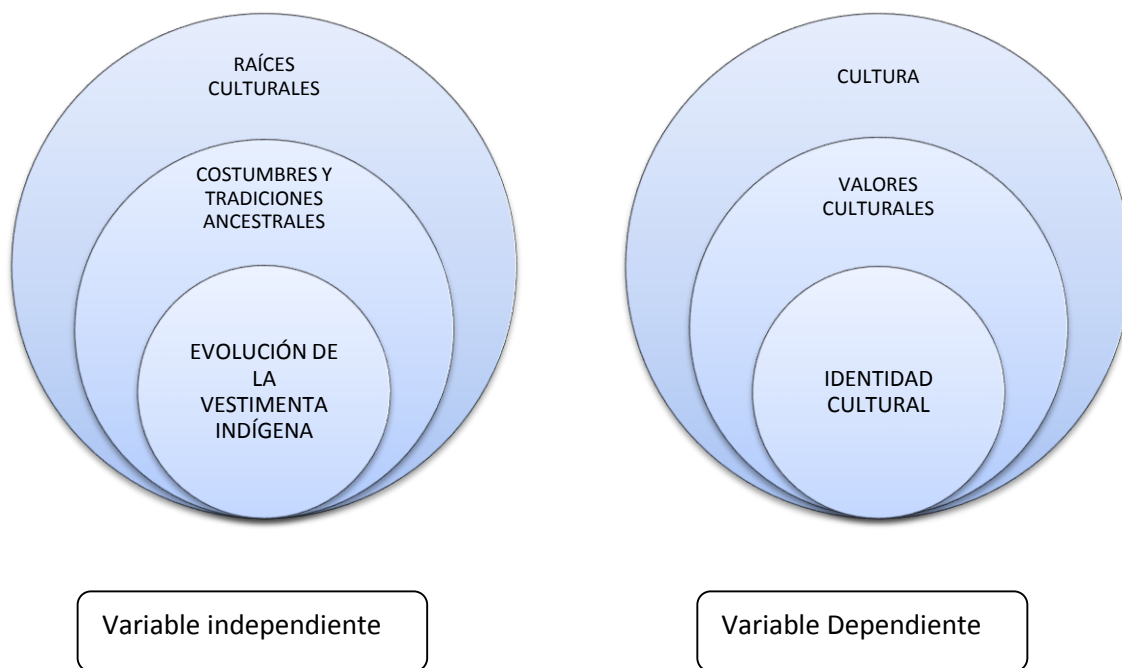 RAÍCES
CULTURALES
COSTUMBRES Y
TRADICIONES
ANCESTRALES
EVOLUCIÓN DE
LA
VESTIMENTA
INDÍGENA
Variable independiente
CULTURA
VALORES
CULTURALES
IDENTIDAD
CULTURAL
Variable Dependiente